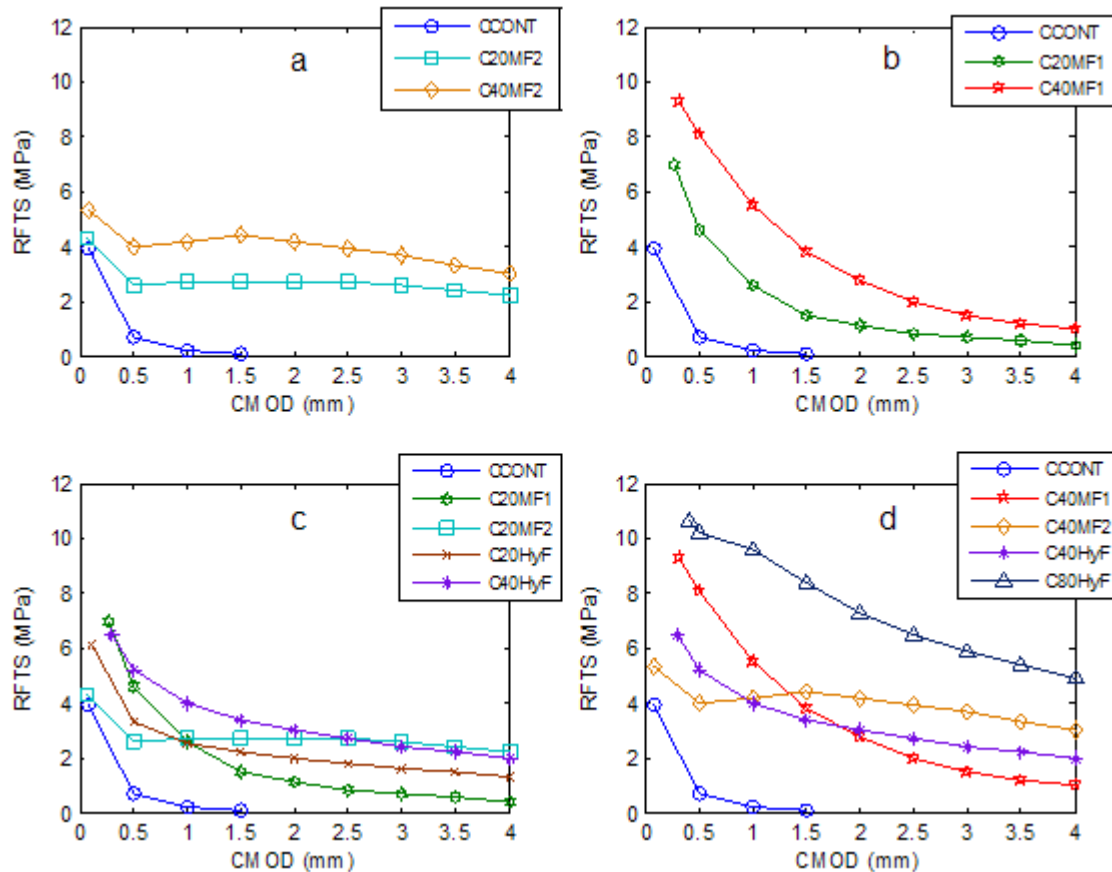 12
10
8
6
4
2
0
RFTS (MPa)
a
CCONT
C20MF2
C40MF2
0 0.5 1 1.5 2 2.5 3 3.5 4
CMOD (mm)
12
10
8
6
4
2
0
RFTS (MPa)
b
CCONT
C20MF1
C40MF1
0 0.5 1 1.5 2 2.5 3 3.5 4
CMOD (mm)
12
10
8
6
4
2
0
RFTS (MPa)
c
CCONT
C20MF1
C20MF2
C20HyF
C40HyF
0 0.5 1 1.5 2 2.5 3 3.5 4
CMOD (mm)
12
10
8
6
4
2
0
RFTS (MPa)
d
CCONT
C40MF1
C40MF2
C40HyF
C80HyF
0 0.5 1 1.5 2 2.5 3 3.5 4
CMOD (mm)